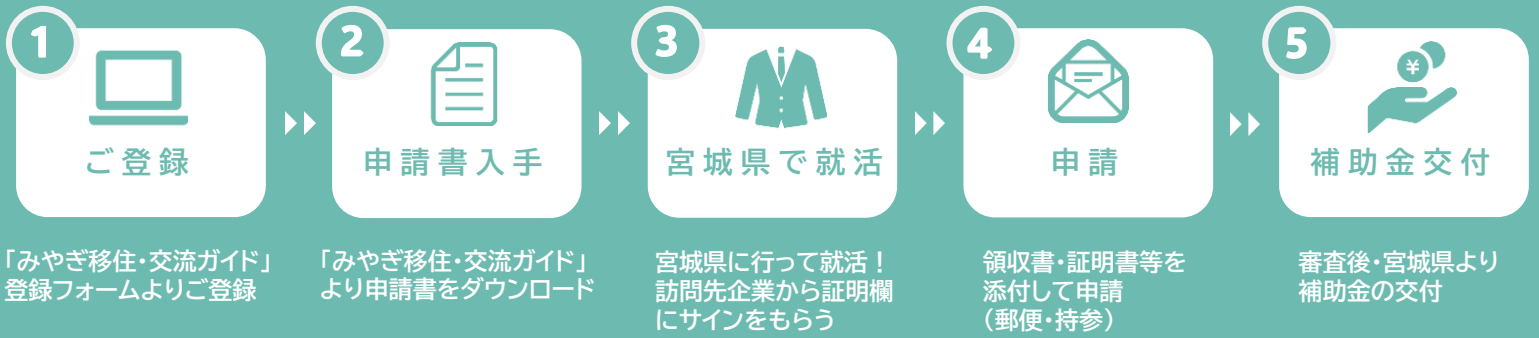 1
ご登録
「みやぎ移住・交流ガイド」
登録フォームよりご登録
2
申請書入手
「みやぎ移住・交流ガイド」
より申請書をダウンロード
3
宮城県で就活
宮城県に行って就活！
訪問先企業から証明欄
にサインをもらう
4
申請
領収書・証明書等を
添付して申請
（郵便・持参）
5
¥
補助金交付
審査後・宮城県より
補助金の交付